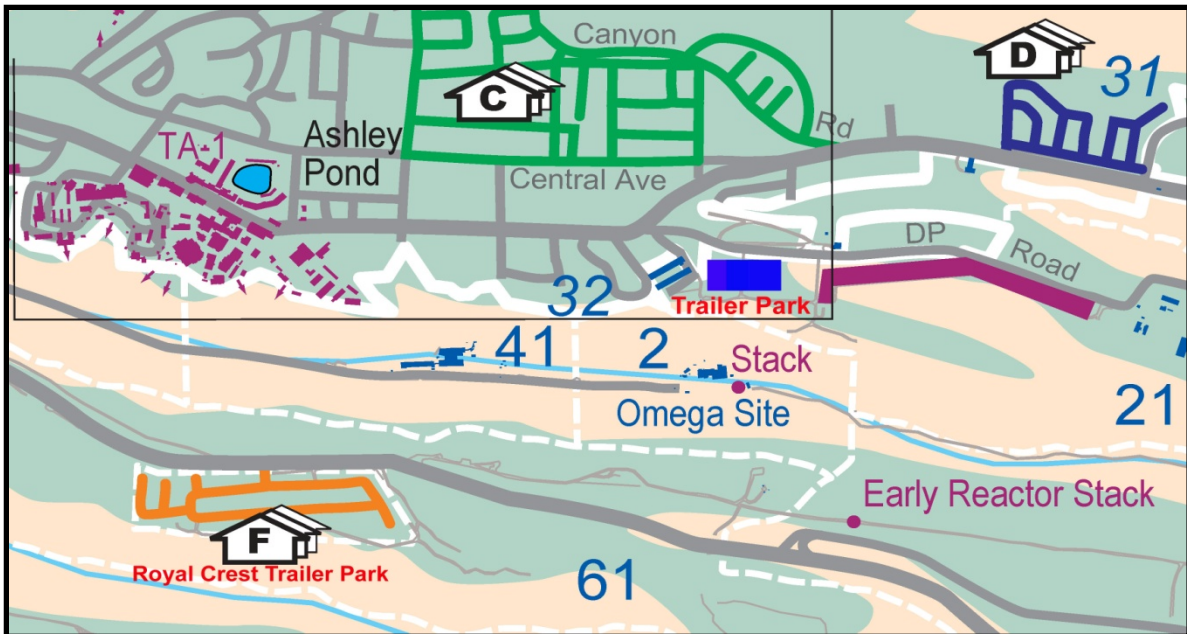 Canyon
D
31
C
Rd
TA-1
Ashley
Pond
Central Ave
DP
Road
32
Trailer Park
41
2
Stack
Omega Site
21
Early Reactor Stack
F
Royal Crest Trailer Park
61